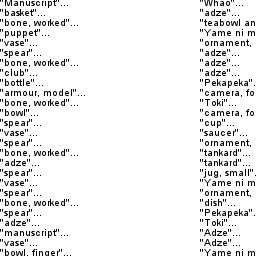 "Manuscript"...
"basket"...
"bone, worked"...
"puppet"...
"vase"...
"spear"...
"bone, worked"...
"club"...
"bottle"...
"armour, model"...
"bone, worked"...
"bowl"...
"spear"...
"vase"...
"spear"...
"bone, worked"...
"adze"...
"spear"...
"vase"...
"spear"...
"bone, worked"...
"spear"...
"adze"...
"manuscript"...
"vase"...
"bowl, finger"...
"Whao"...
"adze"...
"teabowl an
"Yame ni m
"ornament,
"adze"...
"adze"...
"adze"...
"Pekapeka".
"camera, fo
"Toki"...
"camera, fo
"cup"...
"saucer"...
"ornament,
"tankard"...
"tankard"...
"jug, small".
"Yame ni m
"ornament,
"dish"...
"Pekapeka".
"Toki"...
"Adze"...
"Adze"...
"Yame ni m